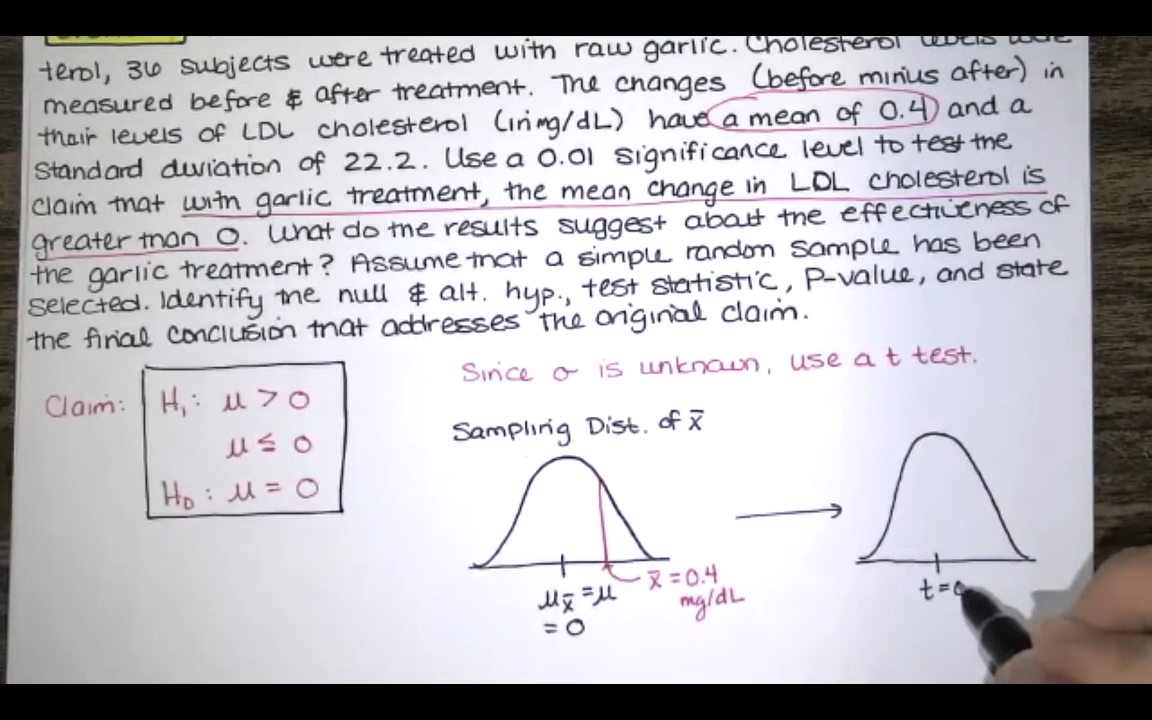 terol, 36 subjects were treated with raw garlic. Cholesterol levels were
measured before & after treatment. The changes (before minus after) in
their levels of LDL cholesterol (in mg/dL) have a mean of 0.4 and a
standard deviation of 22.2. Use a 0.01 significance level to test the
claim that with garlic treatment, the mean change in LDL cholesterol is
greater than 0. What do the results suggest about the effectiveness of
the garlic treatment? Assume that a simple random sample has been
selected. Identify the null & alt. hyp., test statistic, P-value, and state
the final conclusion that addresses the original claim.
Since σ is unknown, use a t test.
Claim: H₁: μ > 0
μ ≤ 0
H₀: μ = 0
Sampling Dist. of x̄
μx̄ = μ
= 0
x̄ = 0.4
mg/dL
t =